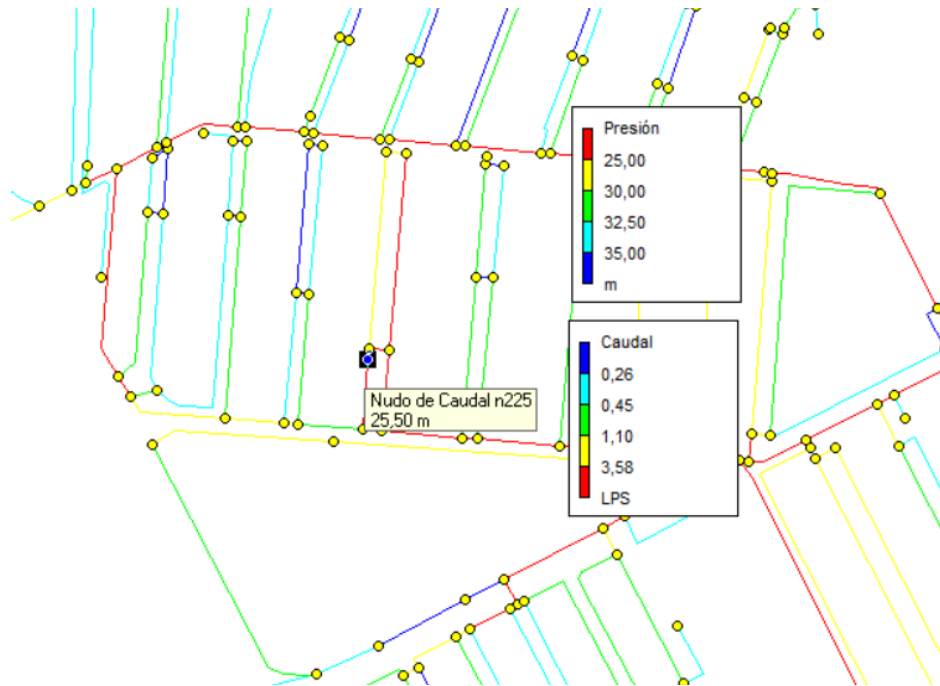 Presión
25,00
30,00
32,50
35,00
m
Caudal
0,26
0,45
1,10
3,58
LPS
Nudo de Caudal n225
25,50 m